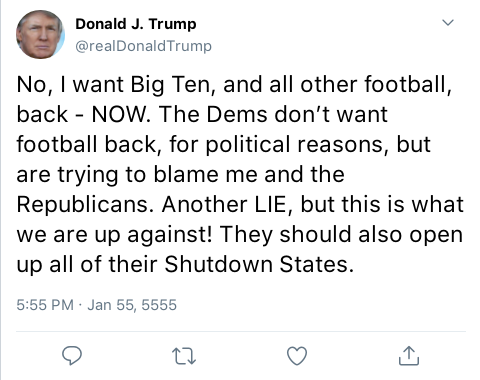 Donald J. Trump
@realDonaldTrump
No, I want Big Ten, and all other football,
back - NOW. The Dems don’t want
football back, for political reasons, but
are trying to blame me and the
Republicans. Another LIE, but this is what
we are up against! They should also open
up all of their Shutdown States.
5:55 PM · Jan 55, 5555